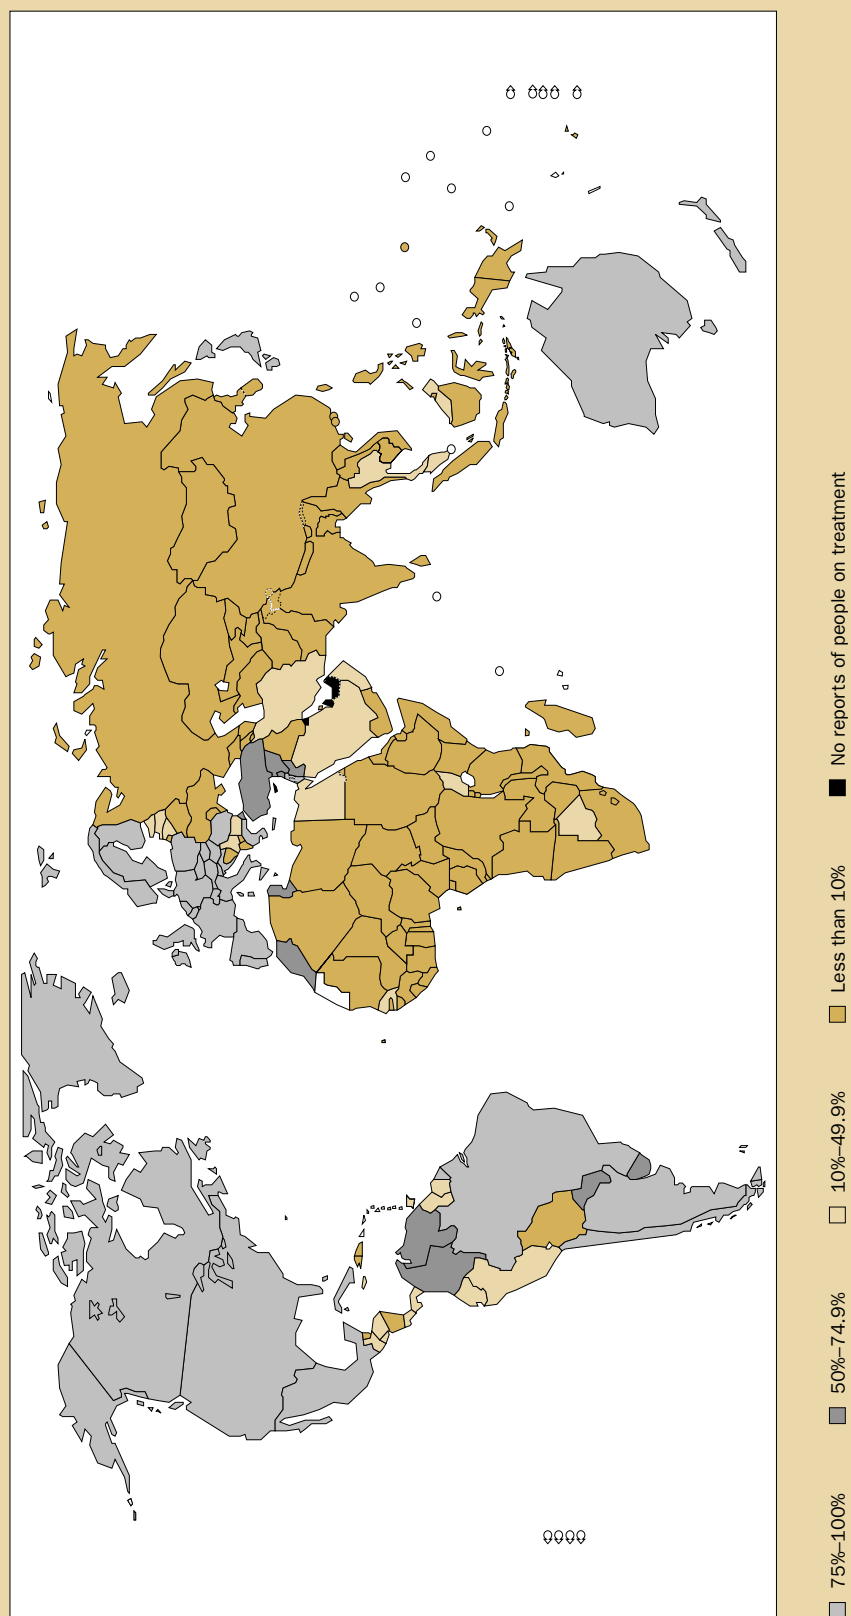 75%–100%
50%–74.9%
10%–49.9%
Less than 10%
No reports of people on treatment